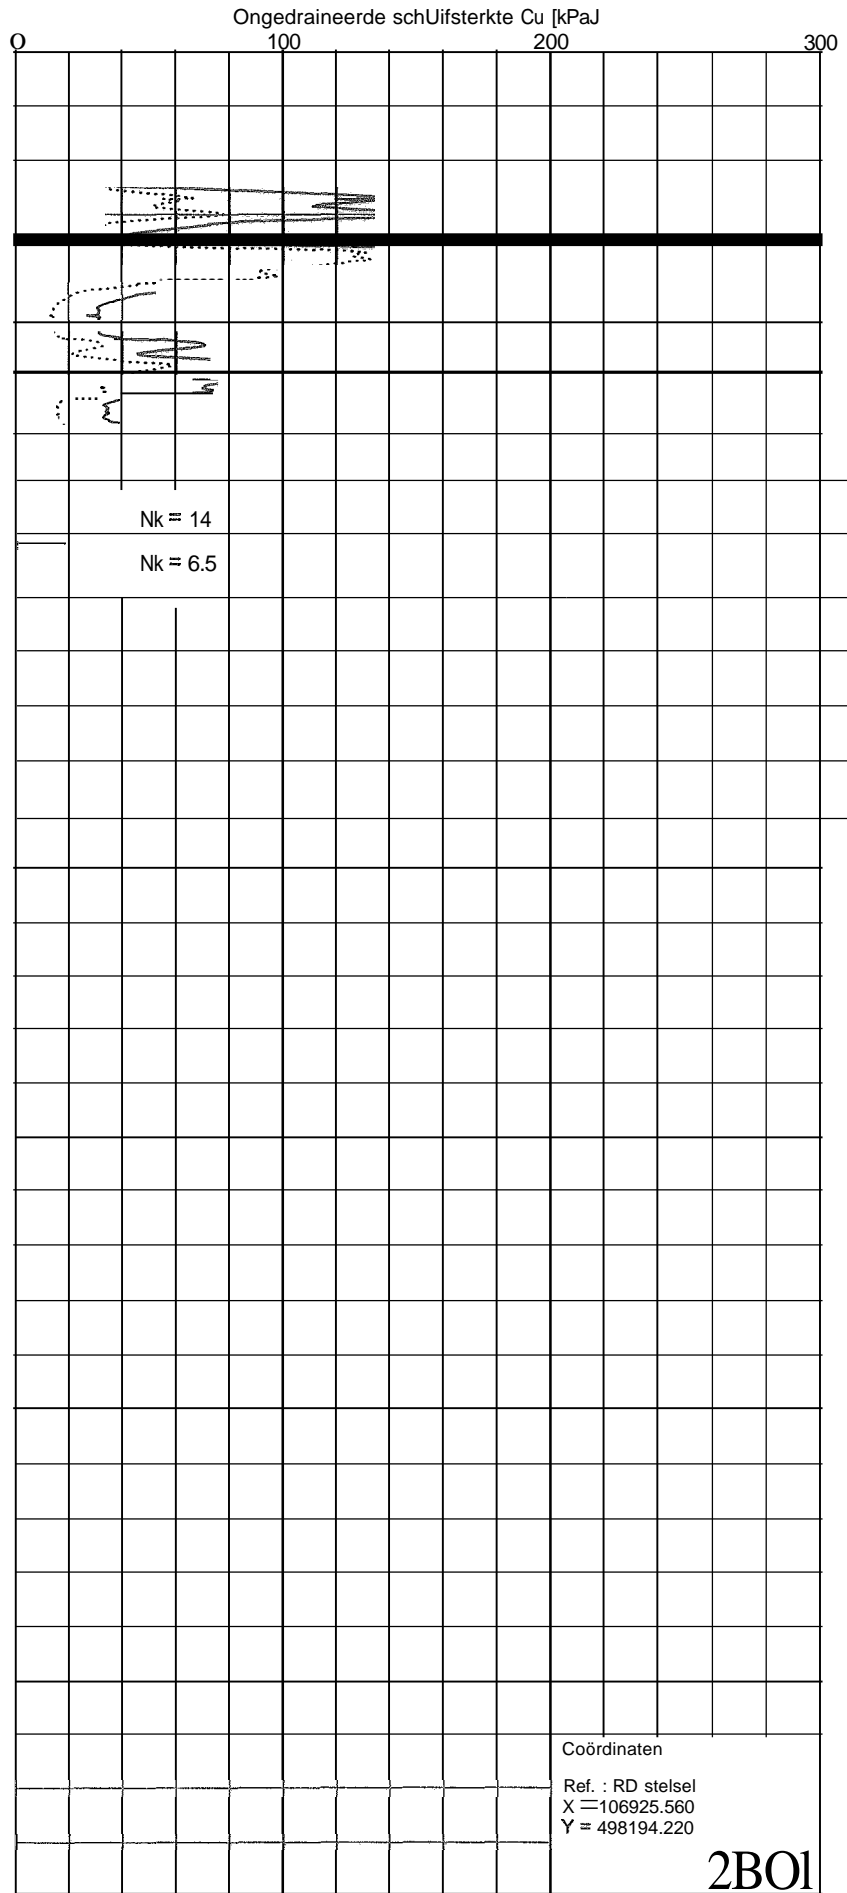 Ongedraineerde schUifsterkte Cu [kPaJ
O 100 200 300
Nk = 14
Nk = 6.5
Coördinaten
Ref. : RD stelsel
X =106925.560
Y = 498194.220
2BOl